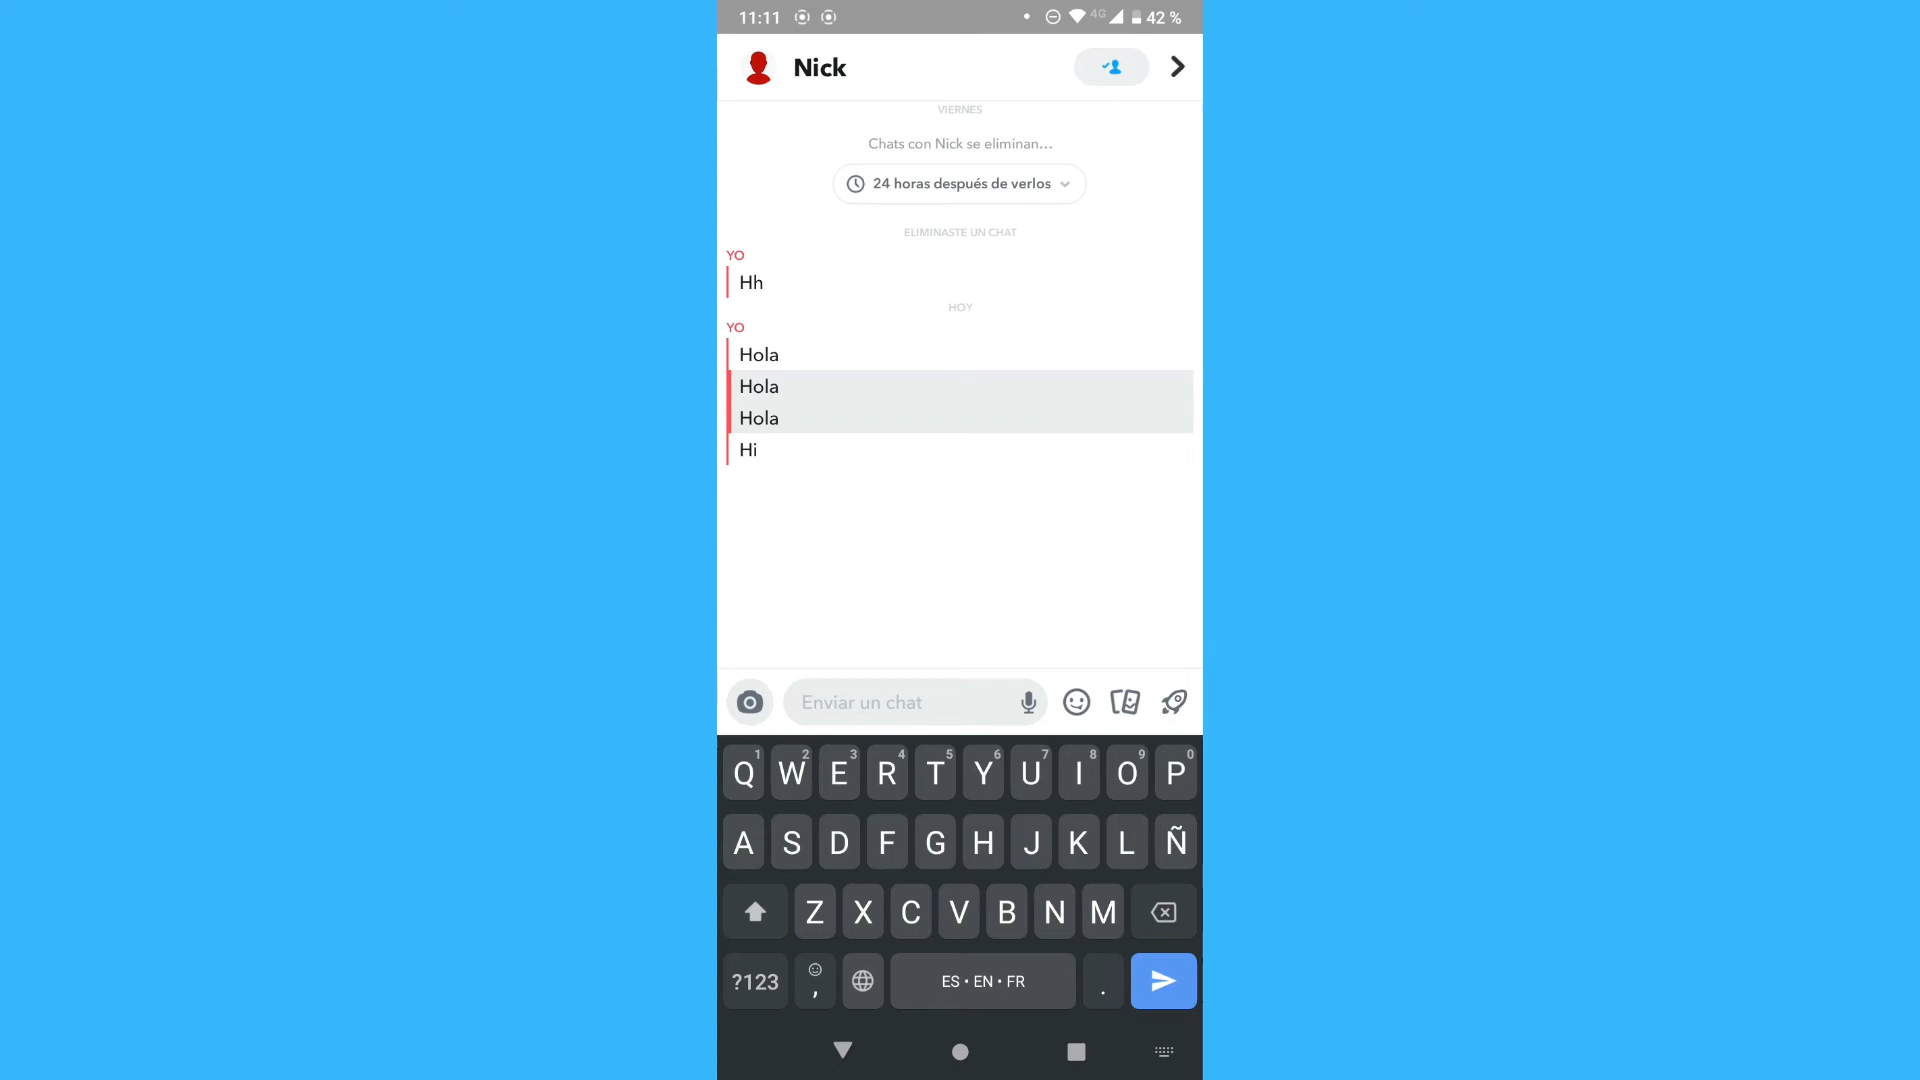 11:11 4G 42 %
Nick
VIERNES
Chats con Nick se eliminan...
24 horas después de verlos
ELIMINASTE UN CHAT
YO
Hh
HOY
YO
Hola
Hola
Hola
Hi
Enviar un chat
1 2 3 4 5 6 7 8 9 0
Q W E R T Y U I O P
A S D F G H J K L Ñ
Z X C V B N M
?123 , ES • EN • FR .